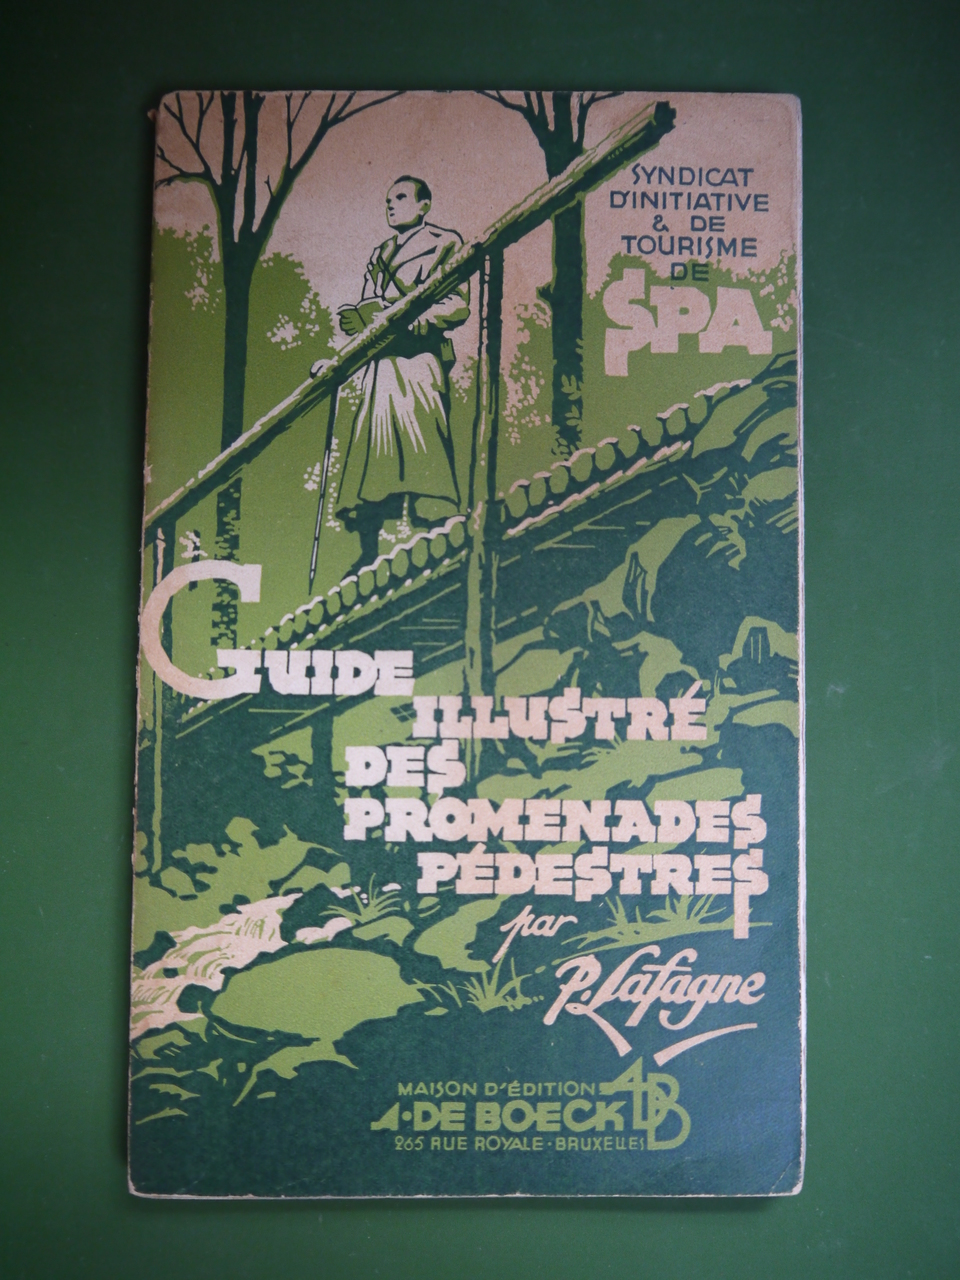 SYNDICAT
D'INITIATIVE
& DE
TOURISME
DE
SPA
GUIDE
ILLUSTRÉ
DES
PROMENADES
PÉDESTRES
par
P. Lafagne
MAISON D'ÉDITION
A·DE BOECK
ADB
265 RUE ROYALE·BRUXELLES